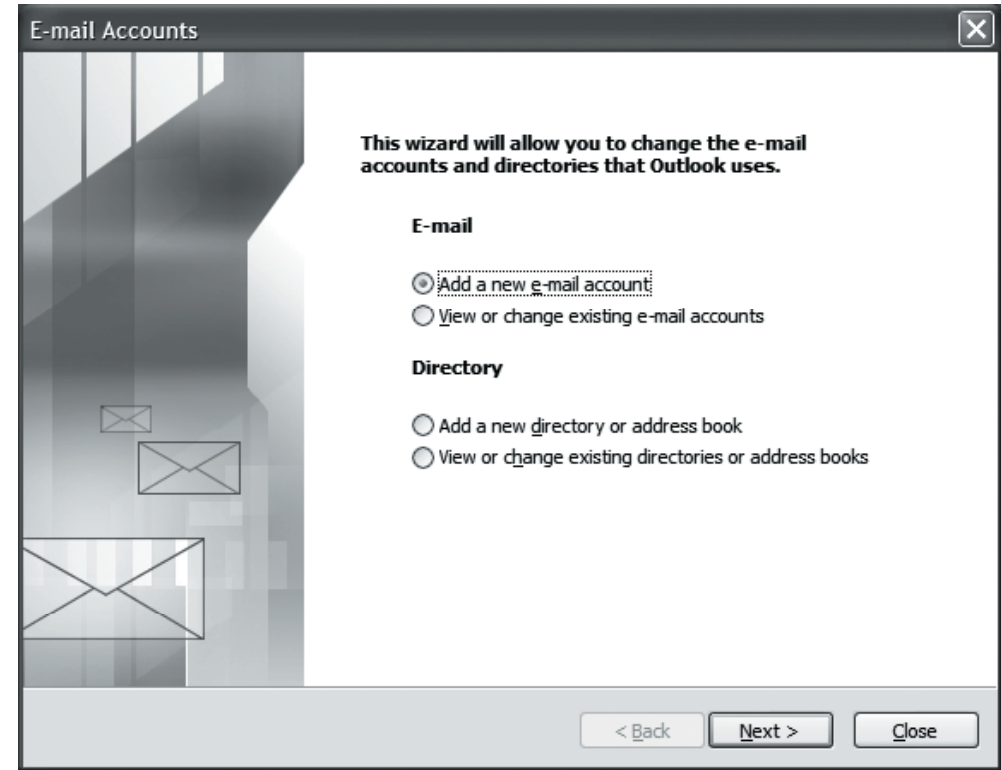 E-mail Accounts
This wizard will allow you to change the e-mail
accounts and directories that Outlook uses.
E-mail
Add a new e-mail account
View or change existing e-mail accounts
Directory
Add a new directory or address book
View or change existing directories or address books
< Back Next > Close